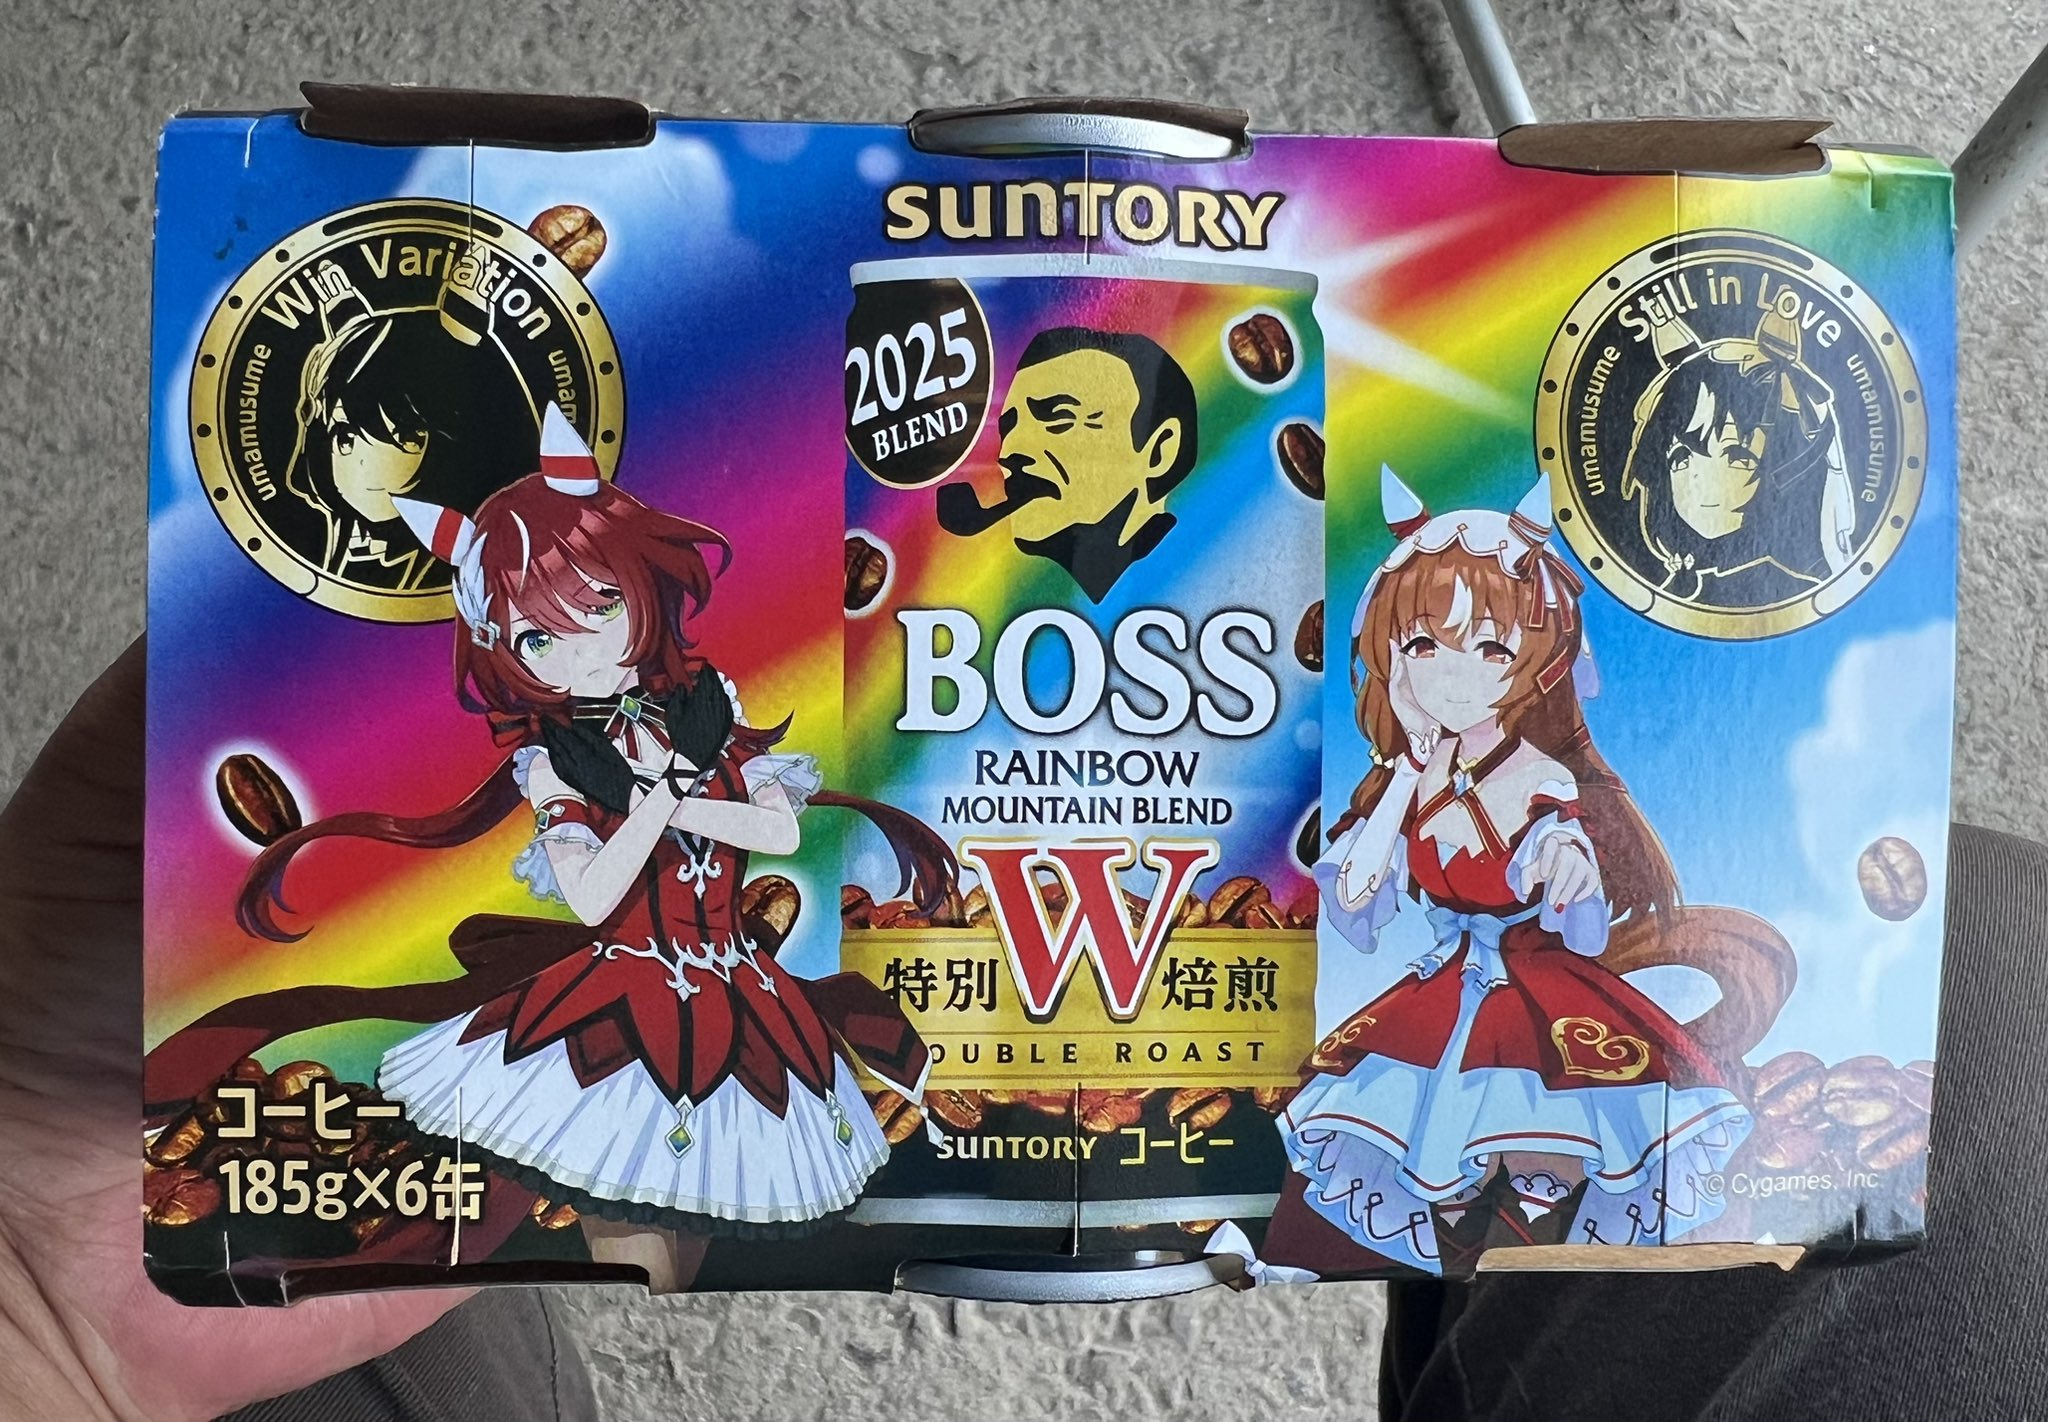 SUNTORY
Win Variation
umamusume
umam
Still in Love
umamusume
umamusume
2025
BLEND
BOSS
RAINBOW
MOUNTAIN BLEND
W
特別
焙煎
OUBLE ROAST
SUNTORY コーヒー
コーヒー
185g×6缶
© Cygames, Inc.